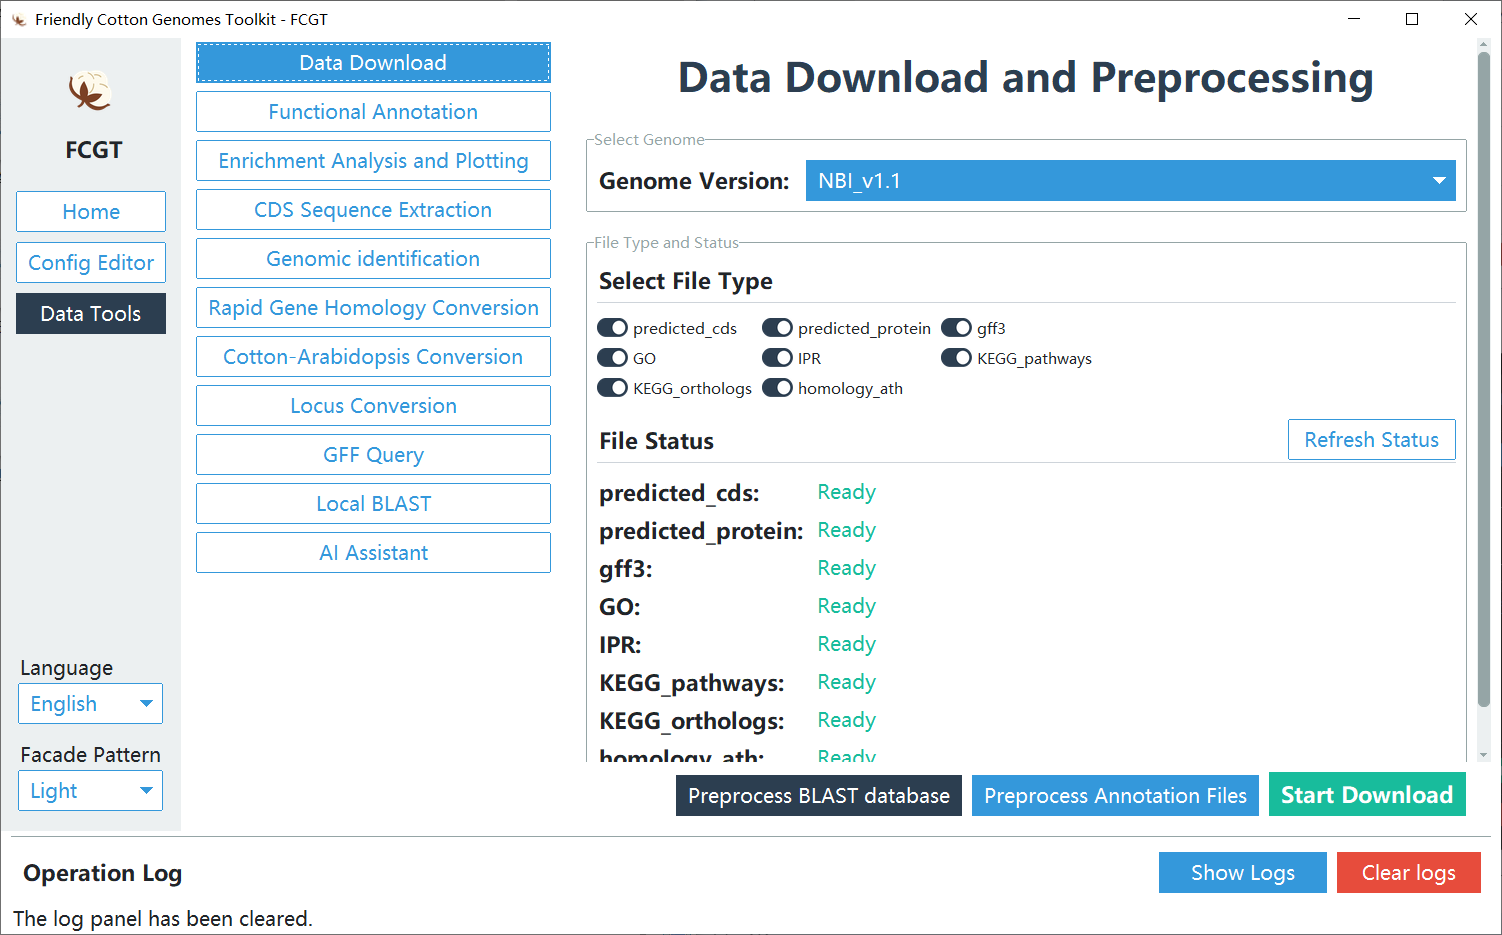 Friendly Cotton Genomes Toolkit - FCGT
FCGT
Home
Config Editor
Data Tools
Language
English
Facade Pattern
Light
Data Download
Functional Annotation
Enrichment Analysis and Plotting
CDS Sequence Extraction
Genomic identification
Rapid Gene Homology Conversion
Cotton-Arabidopsis Conversion
Locus Conversion
GFF Query
Local BLAST
AI Assistant
Data Download and Preprocessing
Select Genome
Genome Version: NBI_v1.1
File Type and Status
Select File Type
predicted_cds predicted_protein gff3
GO IPR KEGG_pathways
KEGG_orthologs homology_ath
File Status Refresh Status
predicted_cds: Ready
predicted_protein: Ready
gff3: Ready
GO: Ready
IPR: Ready
KEGG_pathways: Ready
KEGG_orthologs: Ready
homology_ath: Ready
Preprocess BLAST database Preprocess Annotation Files Start Download
Operation Log Show Logs Clear logs
The log panel has been cleared.